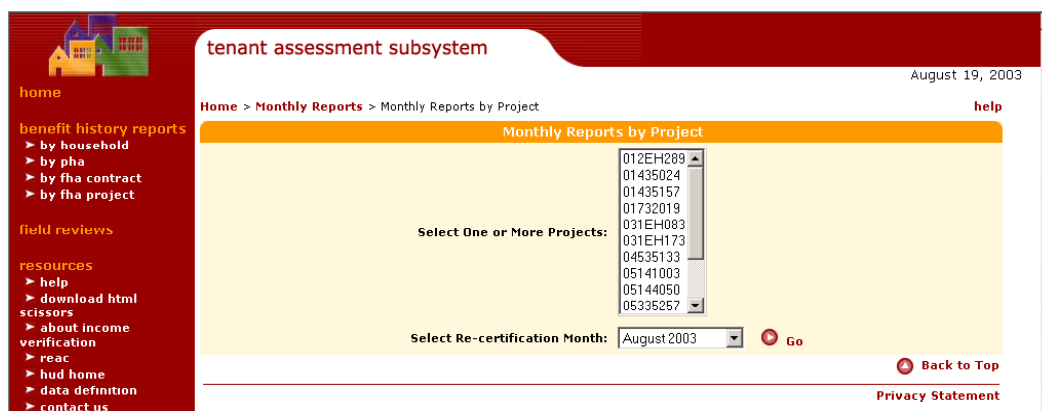 tenant assessment subsystem
August 19, 2003
home
Home > Monthly Reports > Monthly Reports by Project
help
benefit history reports
➤ by household
➤ by pha
➤ by fha contract
➤ by fha project
field reviews
resources
➤ help
➤ download html
scissors
➤ about income
verification
➤ reac
➤ hud home
➤ data definition
➤ contact us
Monthly Reports by Project
Select One or More Projects:
012EH289
01435024
01435157
01732019
031EH083
031EH173
04535133
05141003
05144050
05335257
Select Re-certification Month: August 2003 Go
Back to Top
Privacy Statement